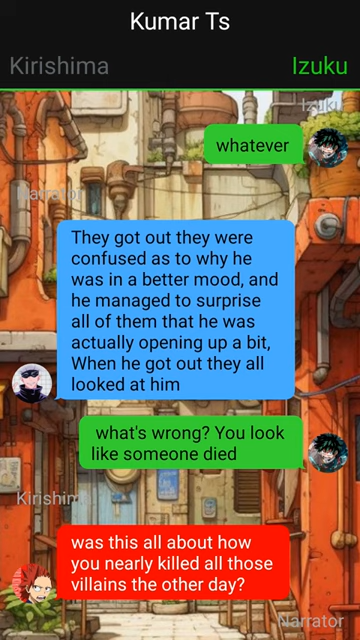 Kumar Ts
Kirishima
Izuku
Izuku
whatever
Narrator
They got out they were
confused as to why he
was in a better mood, and
he managed to surprise
all of them that he was
actually opening up a bit,
When he got out they all
looked at him
what's wrong? You look
like someone died
Kirishima
was this all about how
you nearly killed all those
villains the other day?
Narrator